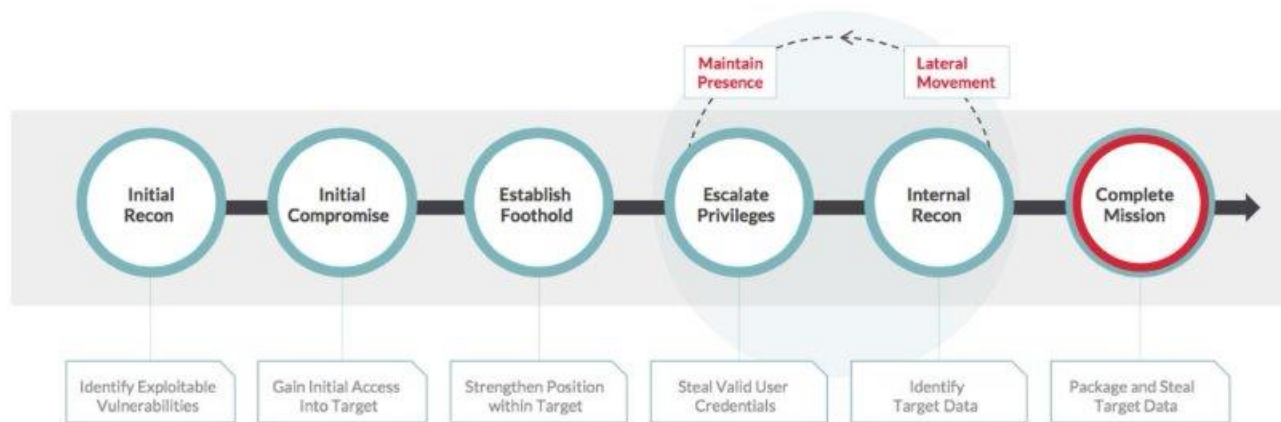 Maintain
Presence
Lateral
Movement
Initial
Recon
Initial
Compromise
Establish
Foothold
Escalate
Privileges
Internal
Recon
Complete
Mission
Identify Exploitable
Vulnerabilities
Gain Initial Access
Into Target
Strengthen Position
within Target
Steal Valid User
Credentials
Identify
Target Data
Package and Steal
Target Data